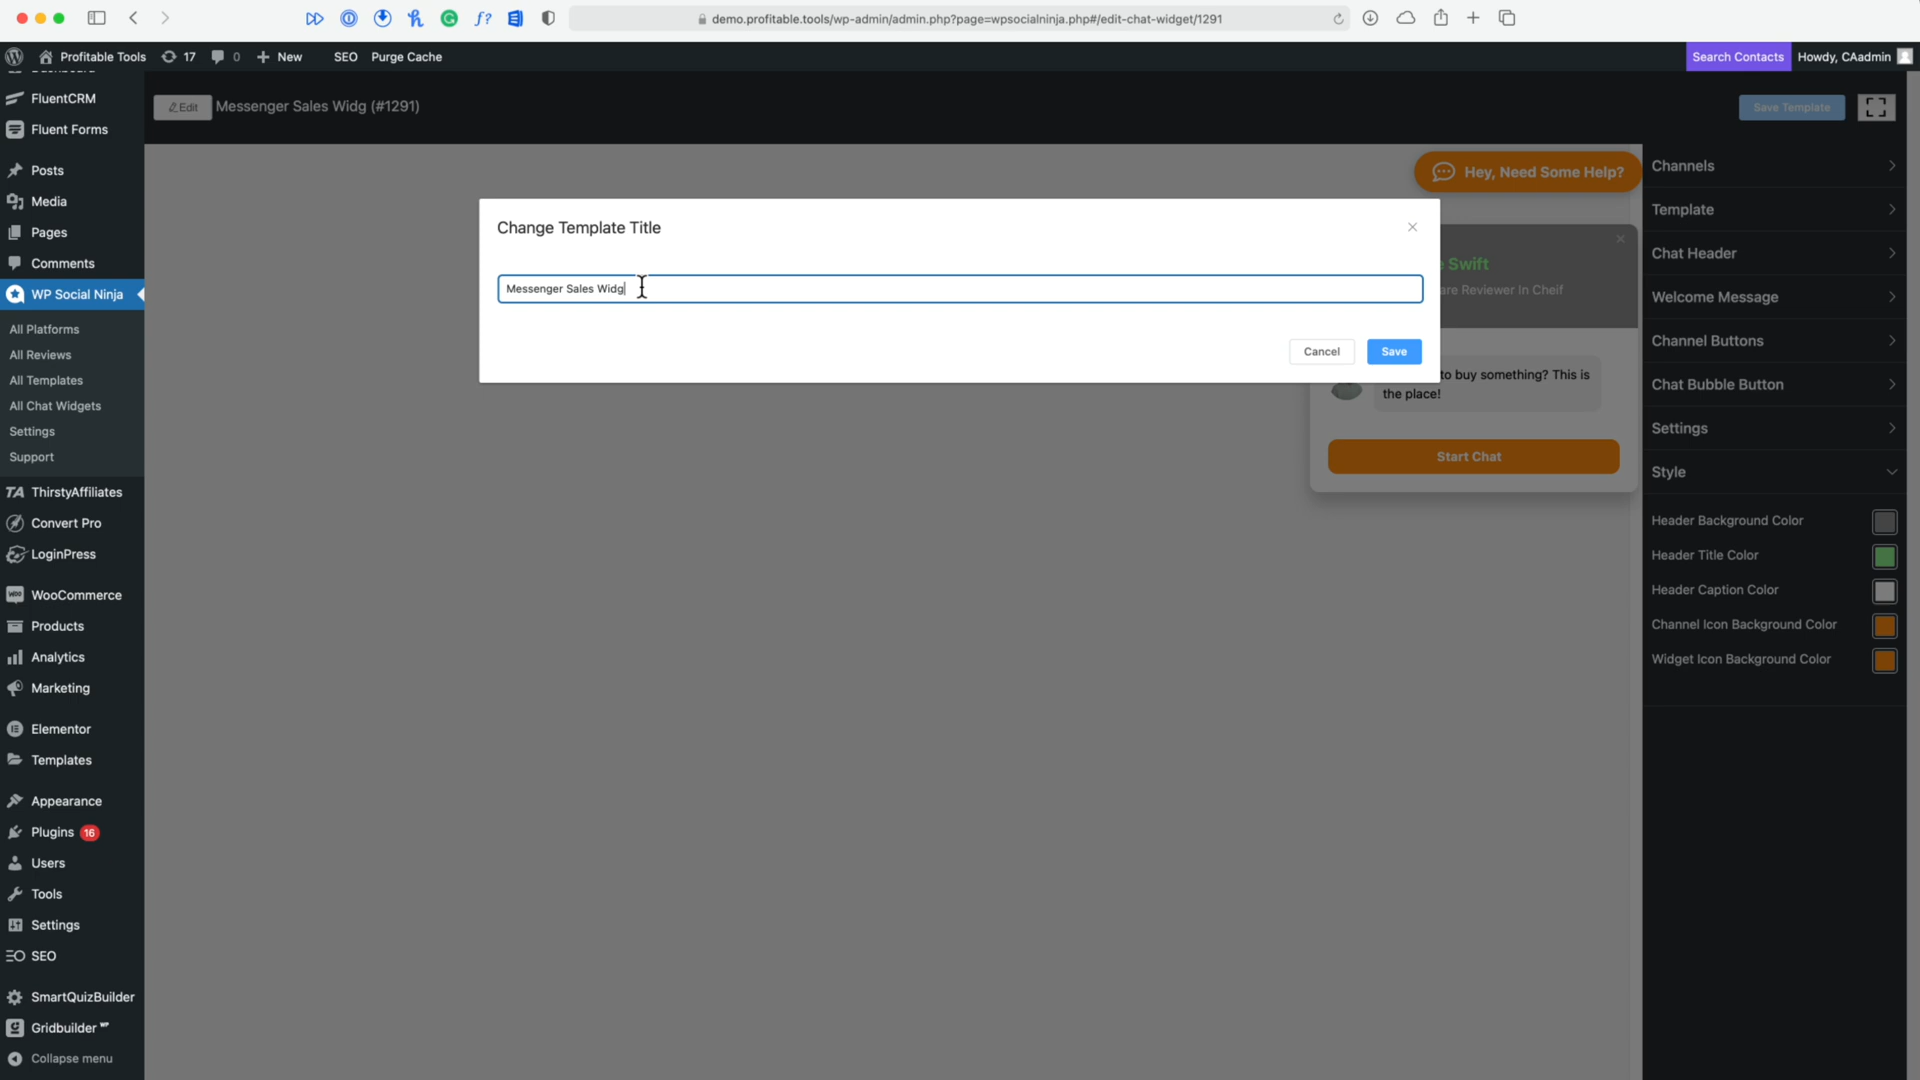 demo.profitable.tools/wp-admin/admin.php?page=wpsocialninja.php#/edit-chat-widget/1291
Profitable Tools 17 0 New SEO Purge Cache Search Contacts Howdy, CAadmin
FluentCRM
Fluent Forms
Posts
Media
Pages
Comments
WP Social Ninja
All Platforms
All Reviews
All Templates
All Chat Widgets
Settings
Support
TA ThirstyAffiliates
Convert Pro
LoginPress
WooCommerce
Products
Analytics
Marketing
Elementor
Templates
Appearance
Plugins 16
Users
Tools
Settings
SEO
SmartQuizBuilder
Gridbuilder WP
Collapse menu
Edit Messenger Sales Widg (#1291)
Save Template
Change Template Title
Messenger Sales Widg
Cancel Save
Hey, Need Some Help?
Swift
are Reviewer In Cheif
to buy something? This is
the place!
Start Chat
Channels
Template
Chat Header
Welcome Message
Channel Buttons
Chat Bubble Button
Settings
Style
Header Background Color
Header Title Color
Header Caption Color
Channel Icon Background Color
Widget Icon Background Color